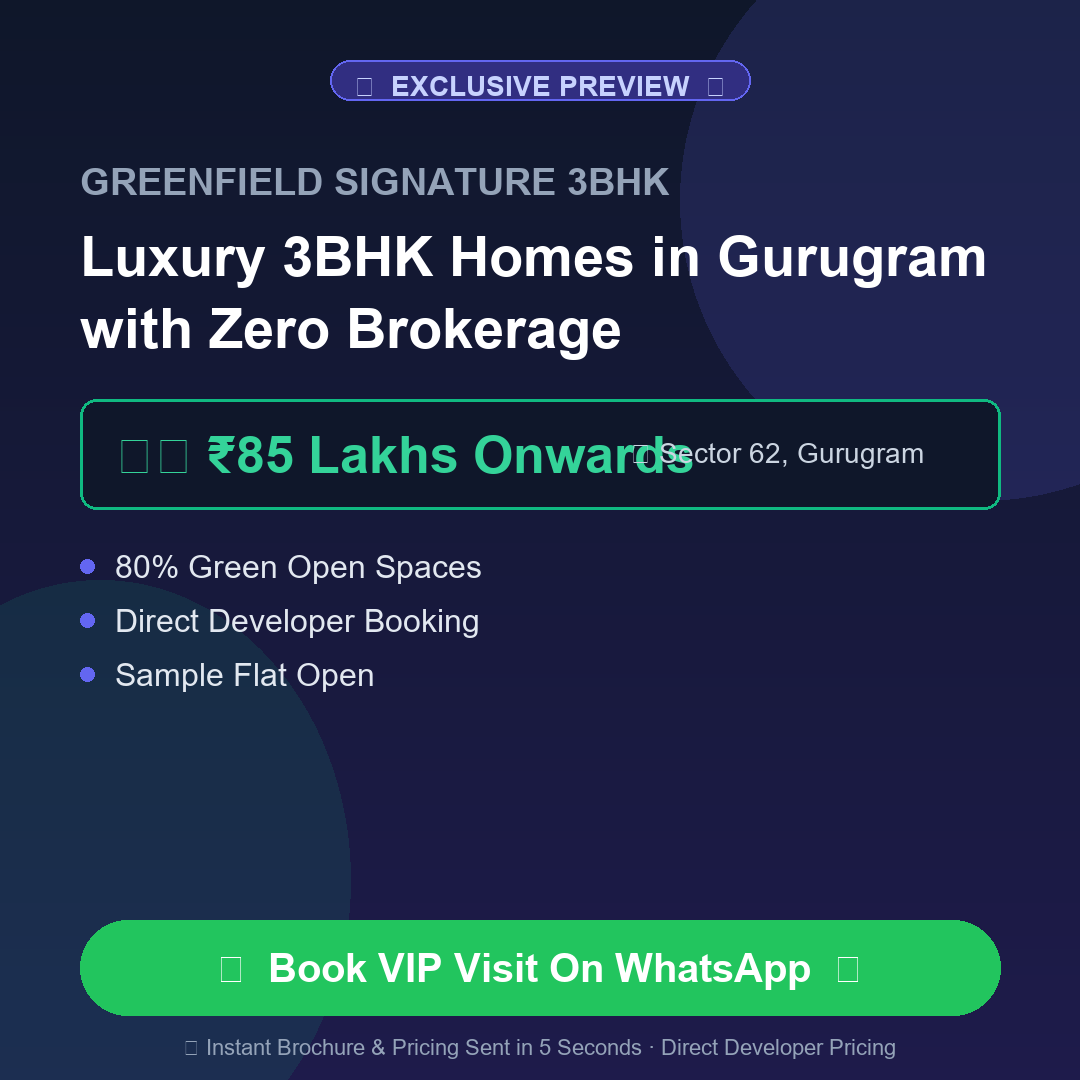 EXCLUSIVE PREVIEW
GREENFIELD SIGNATURE 3BHK
Luxury 3BHK Homes in Gurugram
with Zero Brokerage
₹85 Lakhs Onwards
Sector 62, Gurugram
80% Green Open Spaces
Direct Developer Booking
Sample Flat Open
Book VIP Visit On WhatsApp
Instant Brochure & Pricing Sent in 5 Seconds · Direct Developer Pricing